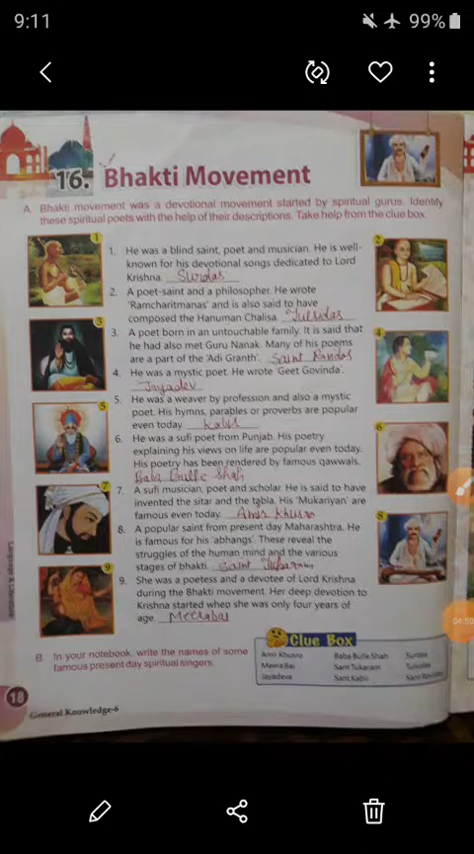 9:11
99%
16. Bhakti Movement
A. Bhakti movement was a devotional movement started by spiritual gurus. Identify
these spiritual poets with the help of their descriptions. Take help from the clue box.
1
1. He was a blind saint, poet and musician. He is well-
known for his devotional songs dedicated to Lord
Krishna. Surdas
2
2. A poet-saint and a philosopher. He wrote
'Ramcharitmanas' and is also said to have
composed the Hanuman Chalisa. Tulsidas
3
3. A poet born in an untouchable family. It is said that
he had also met Guru Nanak. Many of his poems
are a part of the 'Adi Granth'. Saint Ravidas
4
4. He was a mystic poet. He wrote 'Geet Govinda'.
Jayadev
5
5. He was a weaver by profession and also a mystic
poet. His hymns, parables or proverbs are popular
even today. Kabir
6
6. He was a sufi poet from Punjab. His poetry
explaining his views on life are popular even today.
His poetry has been rendered by famous qawwals.
Baba Bulle Shah
7
7. A sufi musician, poet and scholar. He is said to have
invented the sitar and the tabla. His 'Mukariyan' are
famous even today. Amir Khusro
8
8. A popular saint from present day Maharashtra. He
is famous for his 'abhangs'. These reveal the
struggles of the human mind and the various
stages of bhakti. Saint Tukaram
9
9. She was a poetess and a devotee of Lord Krishna
during the Bhakti movement. Her deep devotion to
Krishna started when she was only four years of
age. Meerabai
B. In your notebook, write the names of some
famous present day spiritual singers.
Clue Box
Amir Khusro Baba Bulle Shah Surdas
Meera Bai Sant Tukaram Tulsidas
Jayadeva Sant Kabir Sant Ravidas
Language & Literature
18
General Knowledge-6
04:50